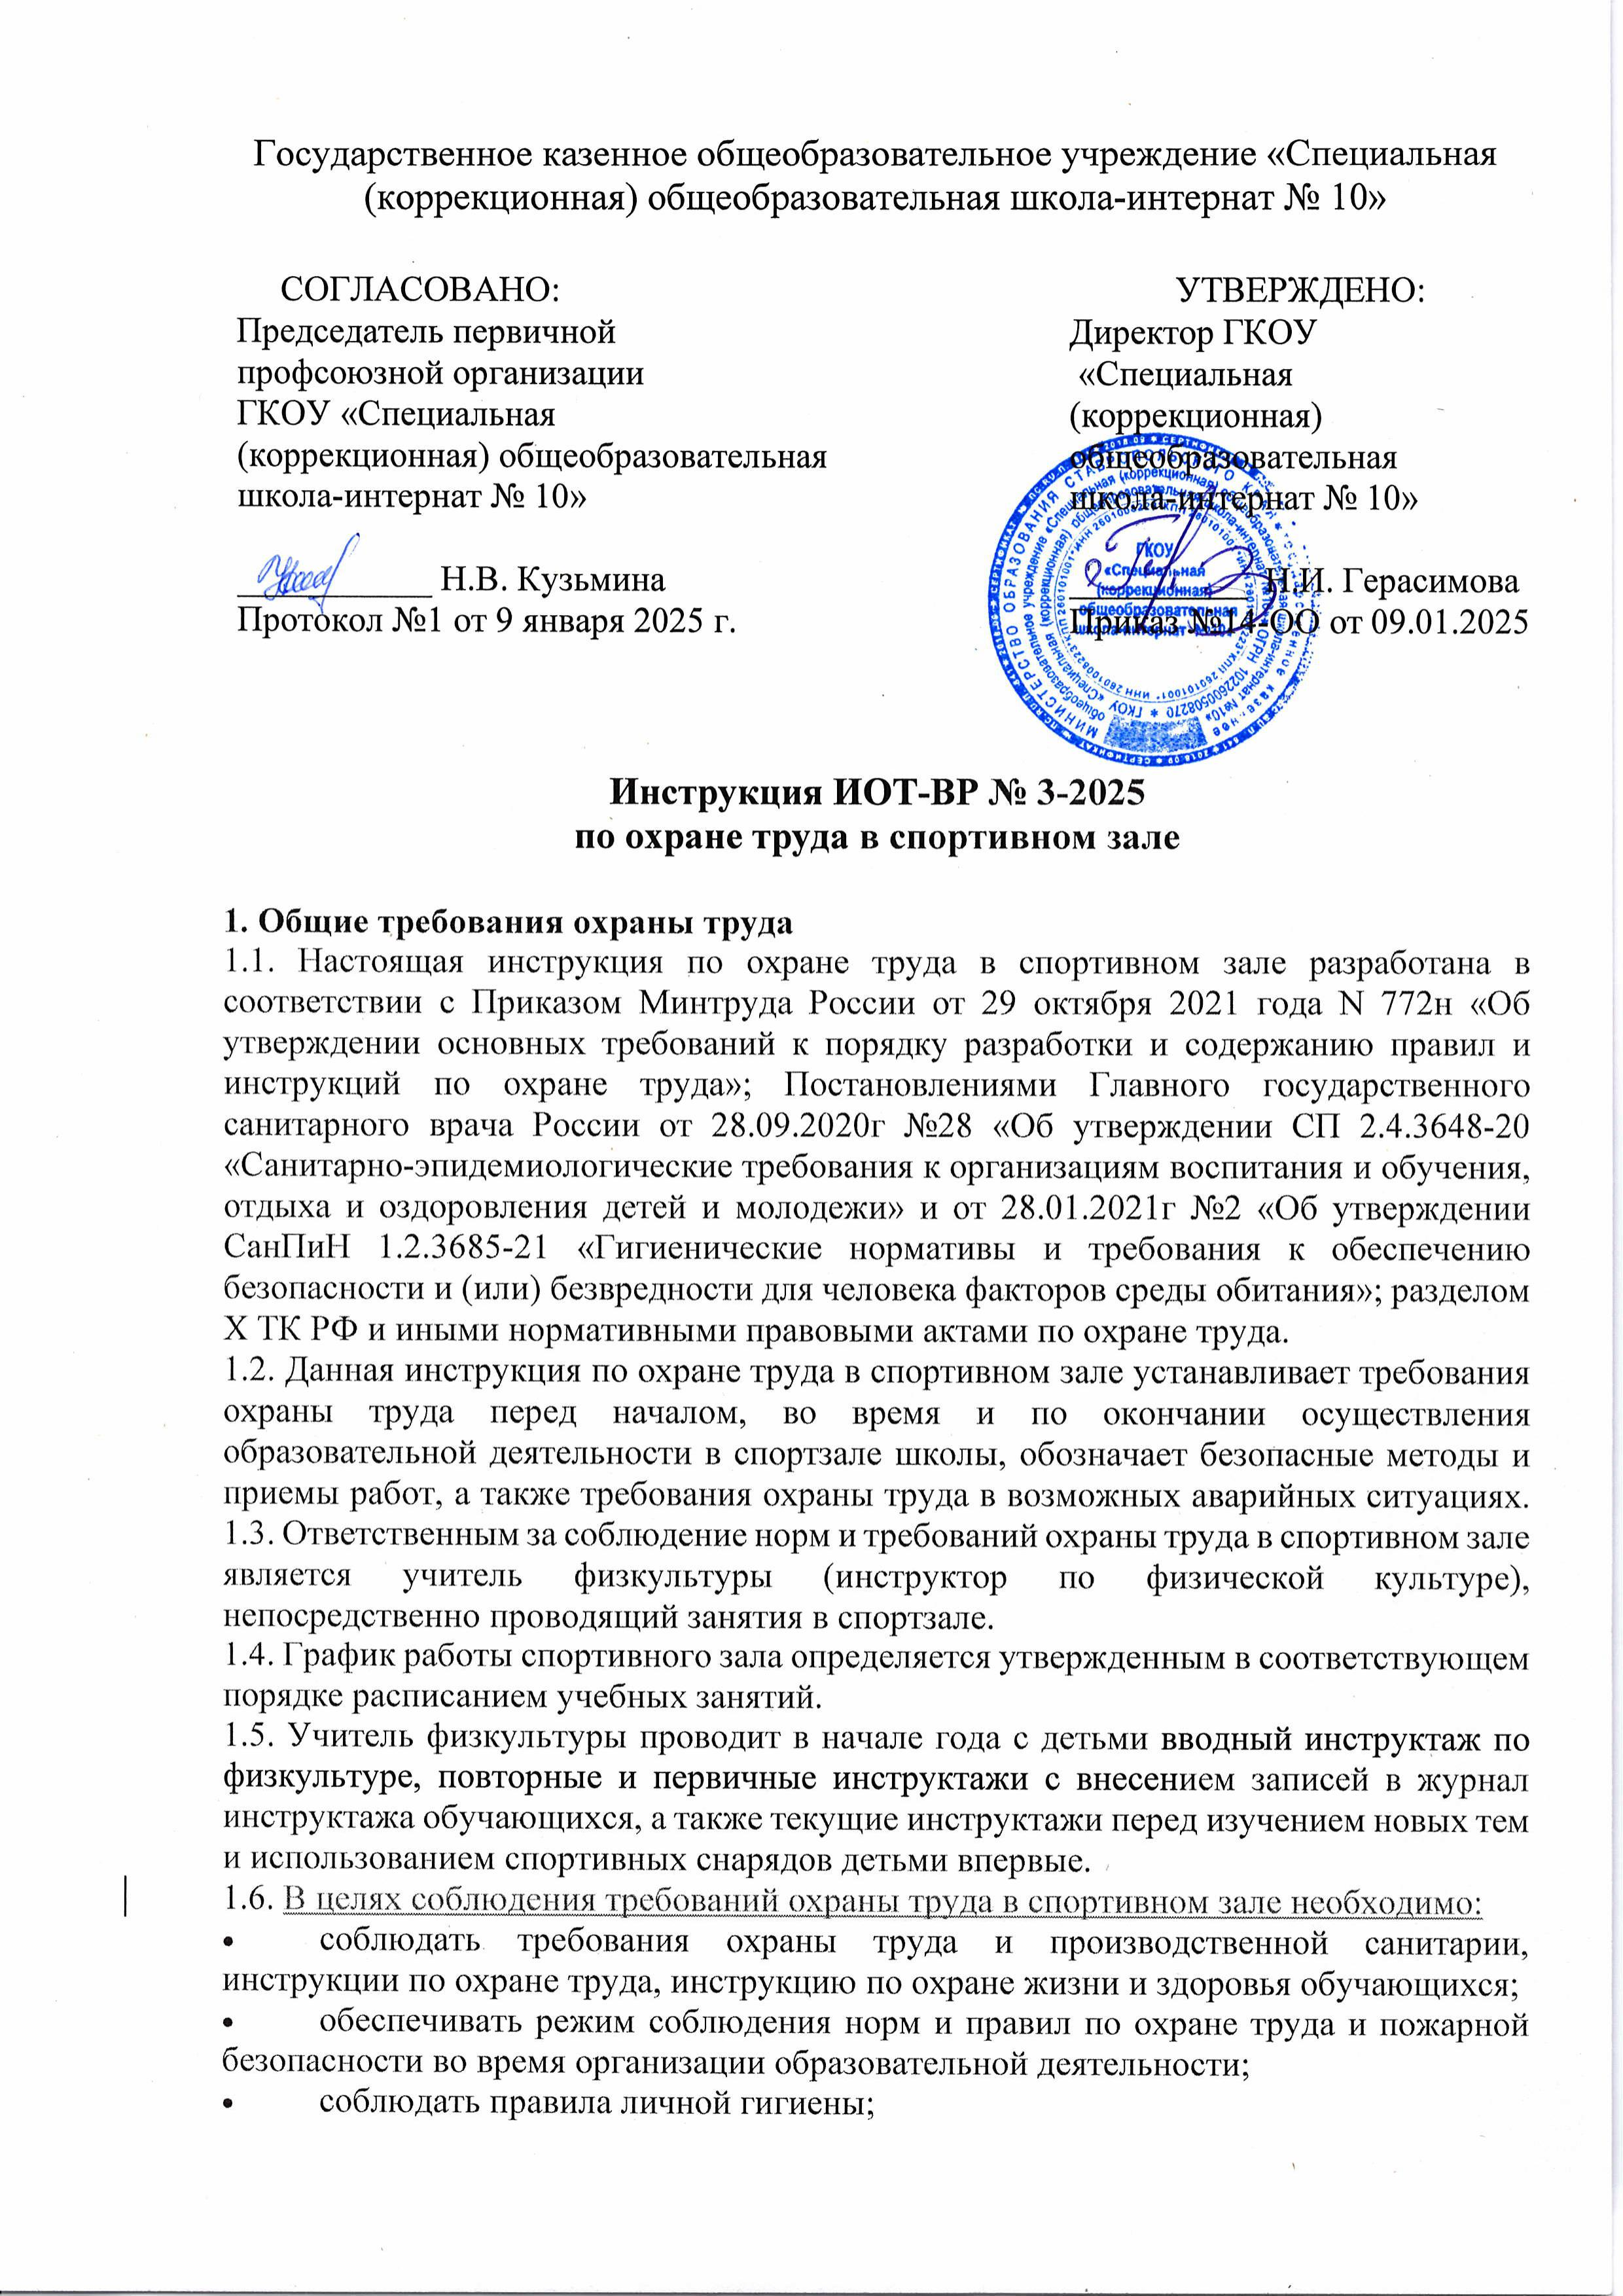 Государственное казенное общеобразовательное учреждение «Специальная
(коррекционная) общеобразовательная школа-интернат № 10»
СОГЛАСОВАНО:
Председатель первичной
профсоюзной организации
ГКОУ «Специальная
(коррекционная) общеобразовательная
школа-интернат № 10»
Н.В. Кузьмина
Протокол №1 от 9 января 2025 г.
УТВЕРЖДЕНО:
Директор ГКОУ
«Специальная
(коррекционная)
общеобразовательная
школа-интернат № 10»
Н.И. Герасимова
Приказ №14-ОО от 09.01.2025
ГКОУ
«Специальная
(коррекционная)
общеобразовательная
школа-интернат №10»
Инструкция ИОТ-ВР № 3-2025
по охране труда в спортивном зале
1. Общие требования охраны труда
1.1. Настоящая инструкция по охране труда в спортивном зале разработана в
соответствии с Приказом Минтруда России от 29 октября 2021 года N 772н «Об
утверждении основных требований к порядку разработки и содержанию правил и
инструкций по охране труда»; Постановлениями Главного государственного
санитарного врача России от 28.09.2020г №28 «Об утверждении СП 2.4.3648-20
«Санитарно-эпидемиологические требования к организациям воспитания и обучения,
отдыха и оздоровления детей и молодежи» и от 28.01.2021г №2 «Об утверждении
СанПиН 1.2.3685-21 «Гигиенические нормативы и требования к обеспечению
безопасности и (или) безвредности для человека факторов среды обитания»; разделом
X ТК РФ и иными нормативными правовыми актами по охране труда.
1.2. Данная инструкция по охране труда в спортивном зале устанавливает требования
охраны труда перед началом, во время и по окончании осуществления
образовательной деятельности в спортзале школы, обозначает безопасные методы и
приемы работ, а также требования охраны труда в возможных аварийных ситуациях.
1.3. Ответственным за соблюдение норм и требований охраны труда в спортивном зале
является учитель физкультуры (инструктор по физической культуре),
непосредственно проводящий занятия в спортзале.
1.4. График работы спортивного зала определяется утвержденным в соответствующем
порядке расписанием учебных занятий.
1.5. Учитель физкультуры проводит в начале года с детьми вводный инструктаж по
физкультуре, повторные и первичные инструктажи с внесением записей в журнал
инструктажа обучающихся, а также текущие инструктажи перед изучением новых тем
и использованием спортивных снарядов детьми впервые.
1.6. В целях соблюдения требований охраны труда в спортивном зале необходимо:
• соблюдать требования охраны труда и производственной санитарии,
инструкции по охране труда, инструкцию по охране жизни и здоровья обучающихся;
• обеспечивать режим соблюдения норм и правил по охране труда и пожарной
безопасности во время организации образовательной деятельности;
• соблюдать правила личной гигиены;